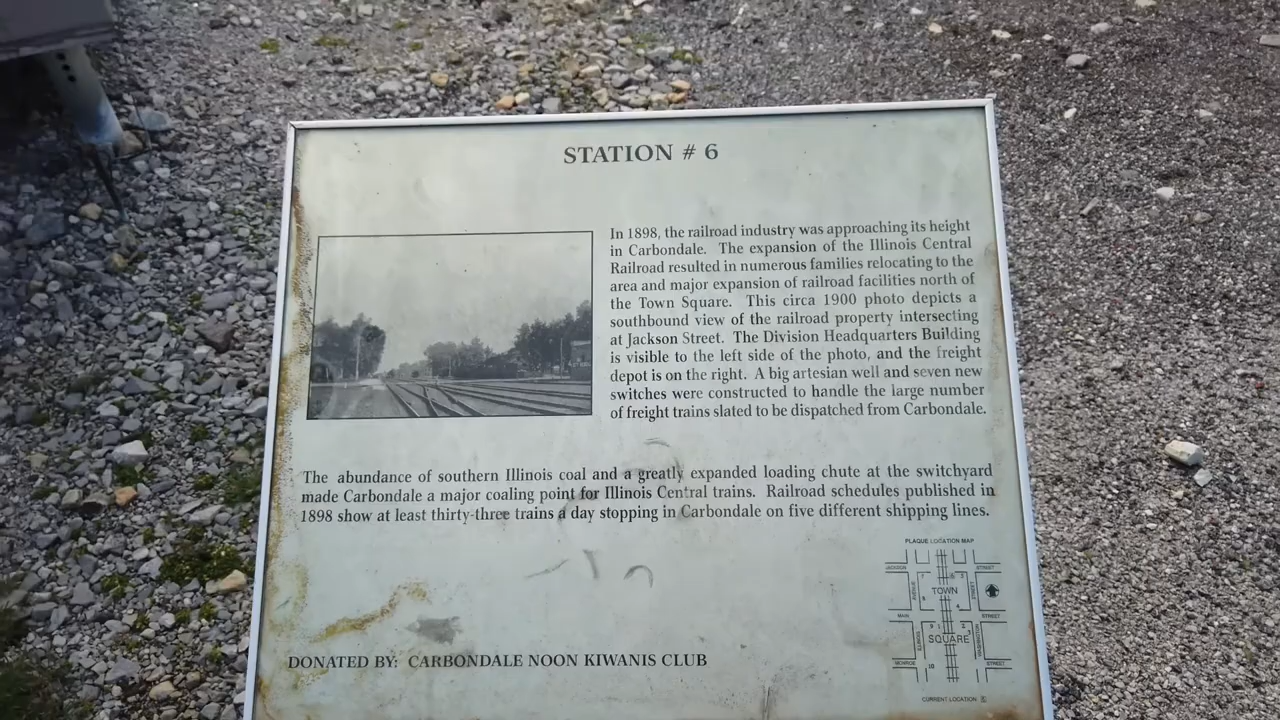 STATION # 6
In 1898, the railroad industry was approaching its height
in Carbondale. The expansion of the Illinois Central
Railroad resulted in numerous families relocating to the
area and major expansion of railroad facilities north of
the Town Square. This circa 1900 photo depicts a
southbound view of the railroad property intersecting
at Jackson Street. The Division Headquarters Building
is visible to the left side of the photo, and the freight
depot is on the right. A big artesian well and seven new
switches were constructed to handle the large number
of freight trains slated to be dispatched from Carbondale.
The abundance of southern Illinois coal and a greatly expanded loading chute at the switchyard
made Carbondale a major coaling point for Illinois Central trains. Railroad schedules published in
1898 show at least thirty-three trains a day stopping in Carbondale on five different shipping lines.
DONATED BY: CARBONDALE NOON KIWANIS CLUB
PLAQUE LOCATION MAP
JACKSON STREET
TOWN
MAIN STREET
SQUARE
MONROE STREET
10
CURRENT LOCATION